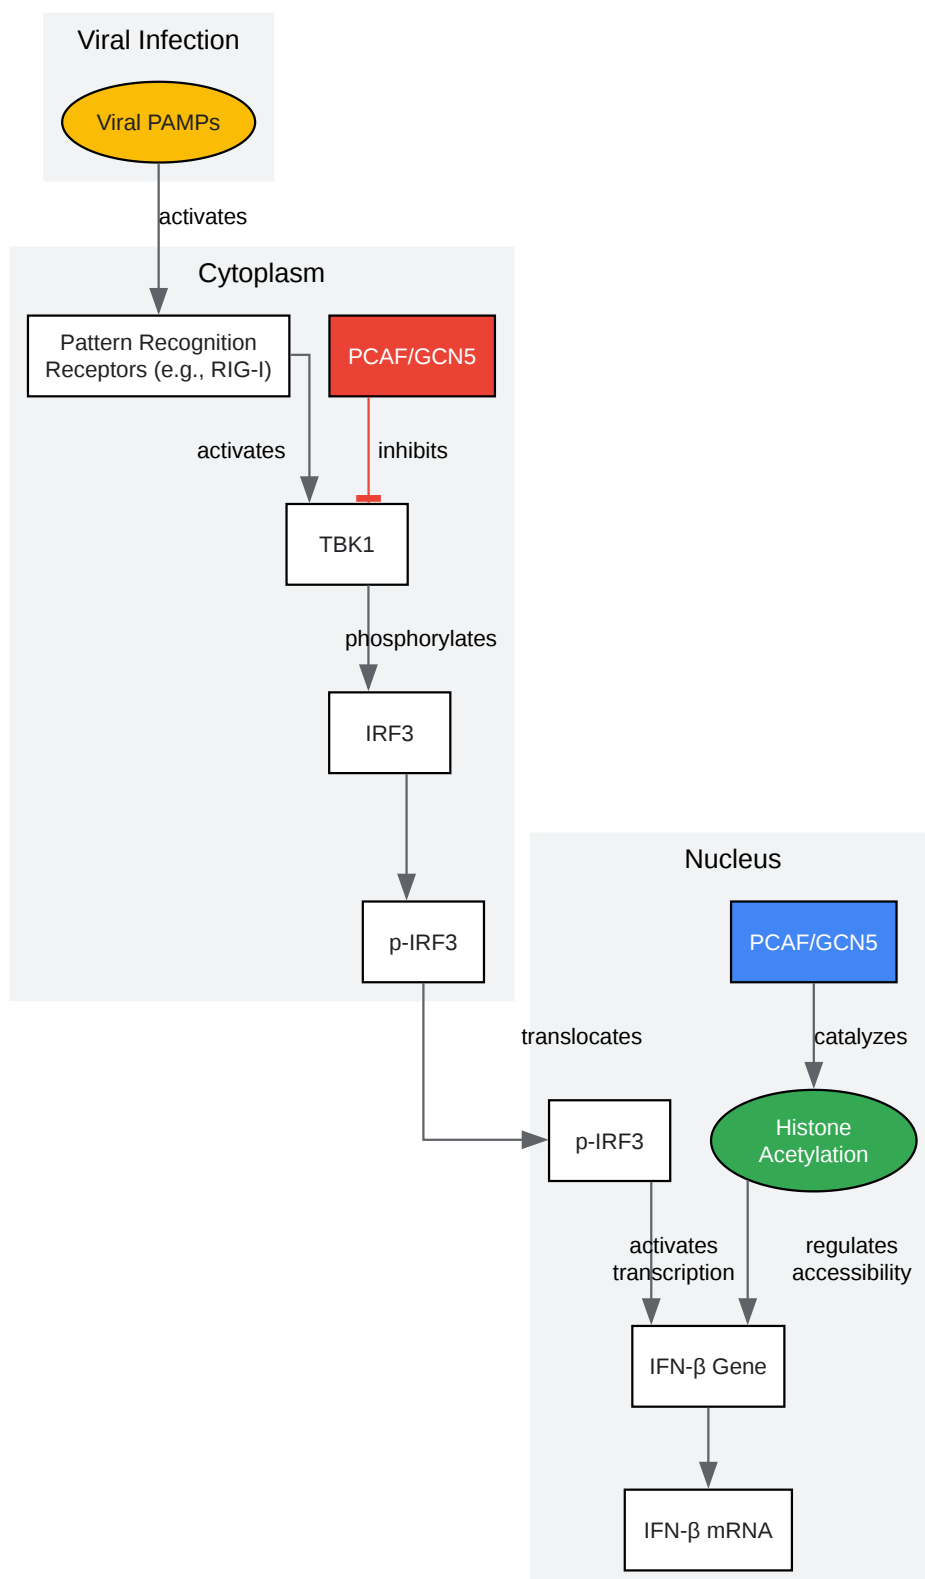 Viral Infection
Viral PAMPs
activates
Cytoplasm
Pattern Recognition
Receptors (e.g., RIG-I)
PCAF/GCN5
activates
inhibits
TBK1
phosphorylates
IRF3
p-IRF3
Nucleus
PCAF/GCN5
translocates
catalyzes
p-IRF3
Histone
Acetylation
activates
transcription
regulates
accessibility
IFN-β Gene
IFN-β mRNA